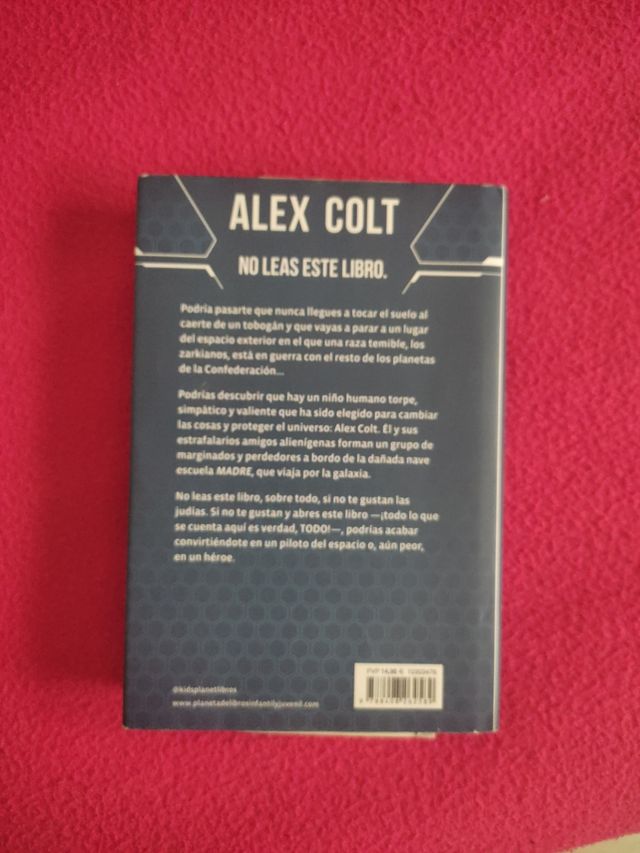 ALEX COLT
NO LEAS ESTE LIBRO.
Podría pasarte que nunca llegues a tocar el suelo al
caerte de un tobogán y que vayas a parar a un lugar
del espacio exterior en el que una raza temible, los
zarkianos, está en guerra con el resto de los planetas
de la Confederación...
Podrías descubrir que hay un niño humano torpe,
simpático y valiente que ha sido elegido para cambiar
las cosas y proteger el universo: Alex Colt. Él y sus
estrafalarios amigos alienígenas forman un grupo de
marginados y perdedores a bordo de la dañada nave
escuela MADRE, que viaja por la galaxia.
No leas este libro, sobre todo, si no te gustan las
judías. Si no te gustan y abres este libro —¡todo lo que
se cuenta aquí es verdad, TODO!—, podrías acabar
convirtiéndote en un piloto del espacio o, aún peor,
en un héroe.
PVP 14,95 €
@kidsplanetlibros
www.planetadelibrosinfantilyjuvenil.com